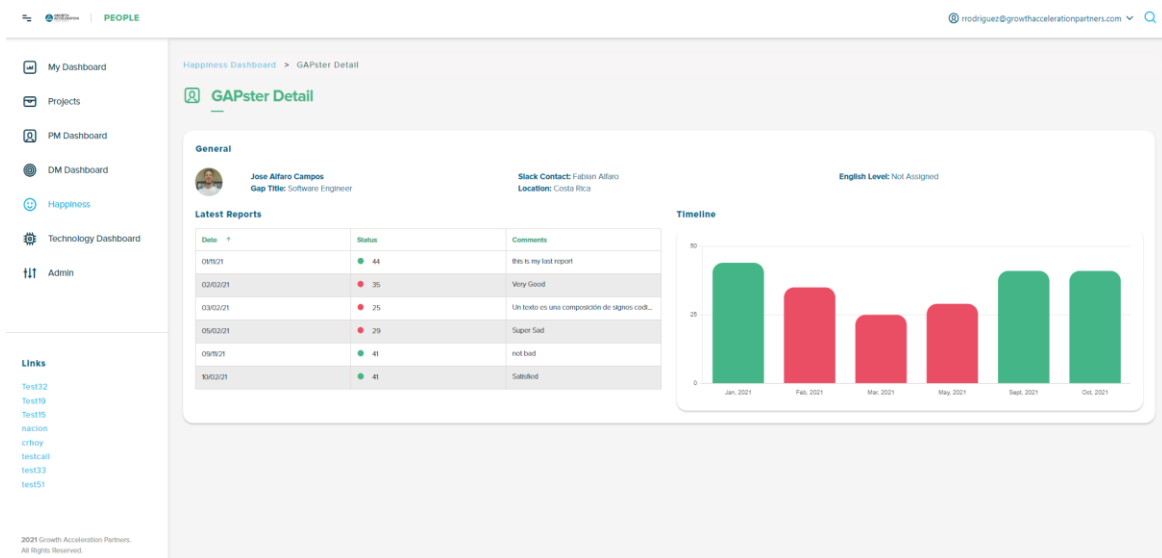 GROWTH ACCELERATION
PEOPLE
rrodriguez@growthaccelerationpartners.com
My Dashboard
Projects
PM Dashboard
DM Dashboard
Happiness
Technology Dashboard
Admin
Links
Test32
Test19
Test15
nacion
crhoy
testcall
test33
test51
2021 Growth Acceleration Partners.
All Rights Reserved.
Happiness Dashboard > GAPster Detail
GAPster Detail
General
Jose Alfaro Campos
Gap Title: Software Engineer
Slack Contact: Fabian Alfaro
Location: Costa Rica
English Level: Not Assigned
Latest Reports
Date ↑ Status Comments
01/11/21 44 this is my last report
02/02/21 35 Very Good
03/02/21 25 Un texto es una composición de signos codi...
05/02/21 29 Super Sad
09/11/21 41 not bad
10/02/21 41 Satisfied
Timeline
50
25
0
Jan, 2021 Feb, 2021 Mar, 2021 May, 2021 Sept, 2021 Oct, 2021